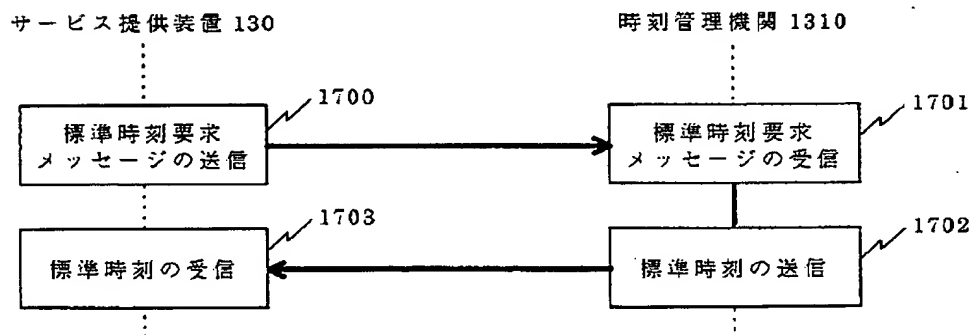 サービス提供装置 130
時刻管理機関 1310
1700
標準時刻要求
メッセージの送信
1701
標準時刻要求
メッセージの受信
1703
標準時刻の受信
1702
標準時刻の送信